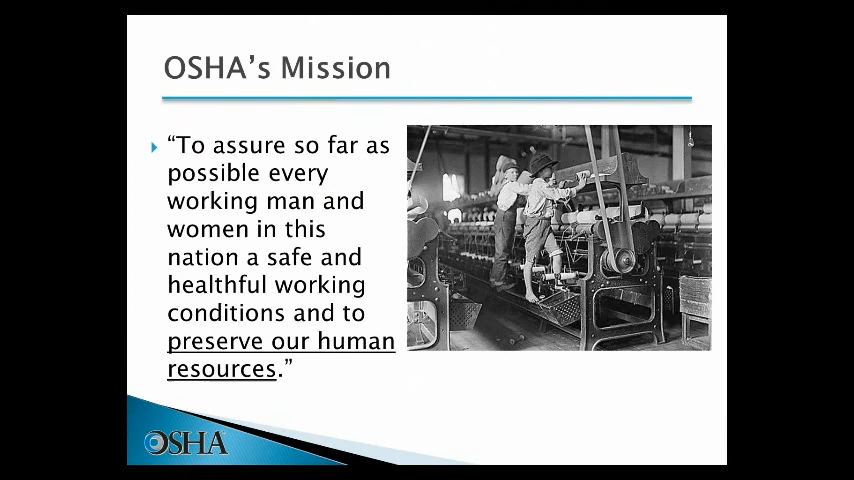 OSHA's Mission
“To assure so far as
possible every
working man and
women in this
nation a safe and
healthful working
conditions and to
preserve our human
resources.”
OSHA